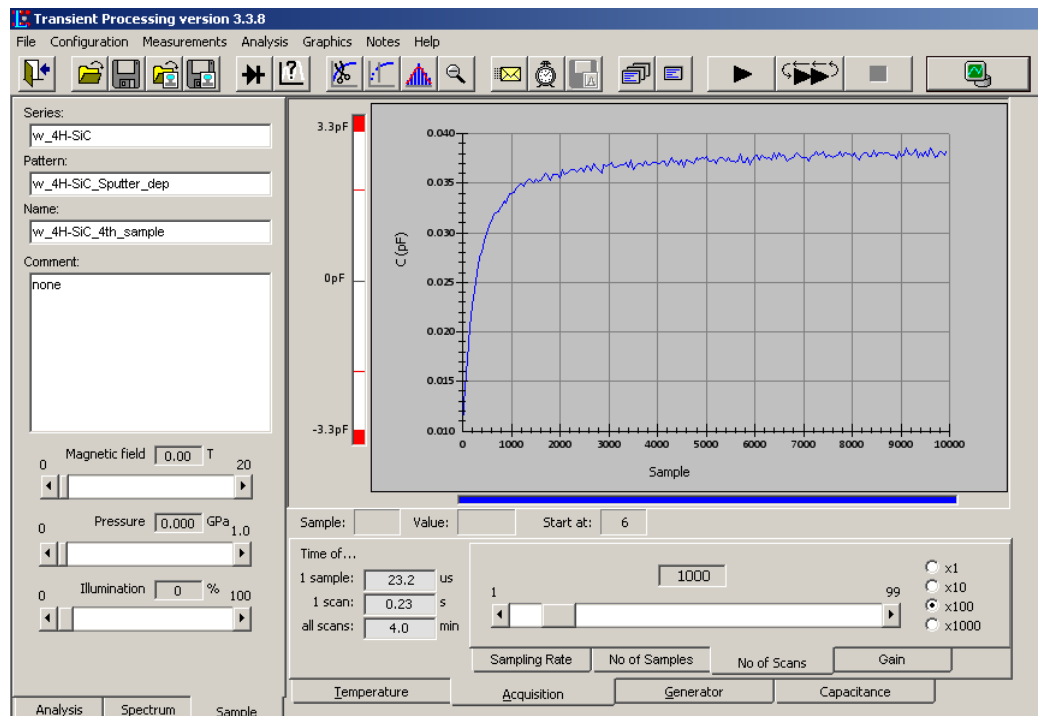 Transient Processing version 3.3.8
File Configuration Measurements Analysis Graphics Notes Help
Series:
w_4H-SiC
Pattern:
w_4H-SiC_Sputter_dep
Name:
w_4H-SiC_4th_sample
Comment:
none
Magnetic field 0.00 T
0 20
Pressure 0.000 GPa
0 1.0
Illumination 0 %
0 100
Analysis Spectrum Sample
3.3pF
0pF
-3.3pF
C (pF)
0.040
0.035
0.030
0.025
0.020
0.015
0.010
0 1000 2000 3000 4000 5000 6000 7000 8000 9000 10000
Sample
Sample: Value: Start at: 6
Time of...
1 sample: 23.2 us
1 scan: 0.23 s
all scans: 4.0 min
1000
1 99
x1
x10
x100
x1000
Sampling Rate No of Samples No of Scans Gain
Temperature Acquisition Generator Capacitance